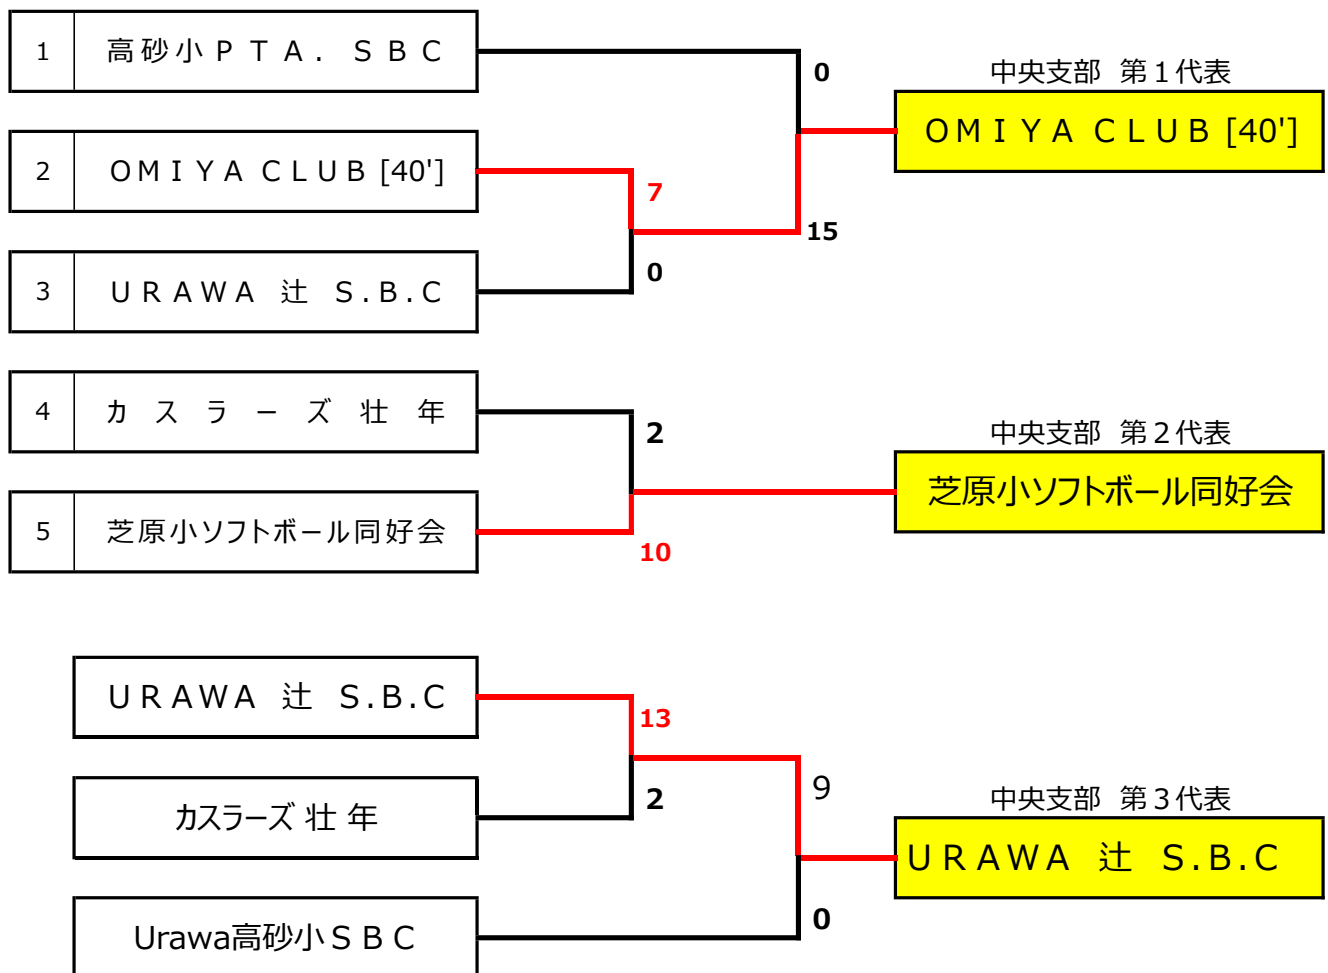 1 高砂小ＰＴＡ．ＳＢＣ
0
中央支部 第１代表
ＯＭＩＹＡ ＣＬＵＢ [40']
2 ＯＭＩＹＡ ＣＬＵＢ [40']
7
15
0
3 ＵＲＡＷＡ 辻 Ｓ.Ｂ.Ｃ
4 カスラーズ壮年
2
中央支部 第２代表
芝原小ソフトボール同好会
5 芝原小ソフトボール同好会
10
ＵＲＡＷＡ 辻 Ｓ.Ｂ.Ｃ
13
カスラーズ 壮 年
2
9
中央支部 第３代表
ＵＲＡＷＡ 辻 Ｓ.Ｂ.Ｃ
0
Urawa高砂小ＳＢＣ